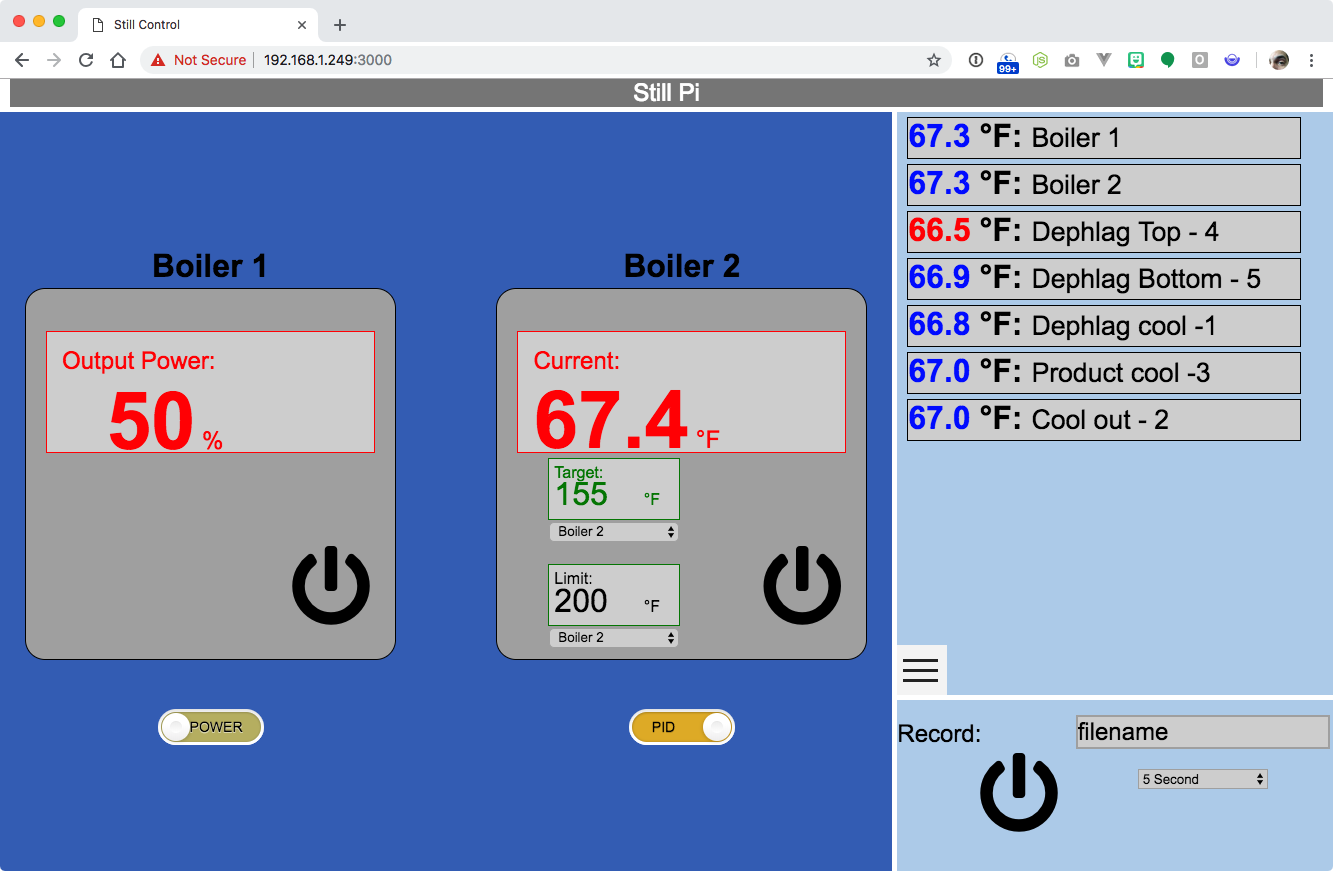 Still Control
Not Secure
192.168.1.249:3000
99+
JS
O
Still Pi
Boiler 1
Output Power:
50 %
POWER
Boiler 2
Current:
67.4 °F
Target:
155 °F
Boiler 2
Limit:
200 °F
Boiler 2
PID
67.3 °F: Boiler 1
67.3 °F: Boiler 2
66.5 °F: Dephlag Top - 4
66.9 °F: Dephlag Bottom - 5
66.8 °F: Dephlag cool -1
67.0 °F: Product cool -3
67.0 °F: Cool out - 2
Record:
filename
5 Second